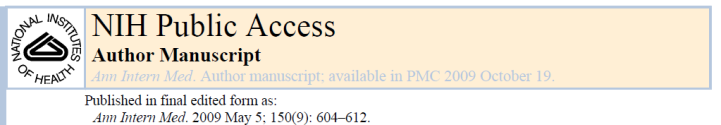 NATIONAL INSTITUTES OF HEALTH
NIH Public Access
Author Manuscript
Ann Intern Med. Author manuscript; available in PMC 2009 October 19.
Published in final edited form as:
Ann Intern Med. 2009 May 5; 150(9): 604–612.